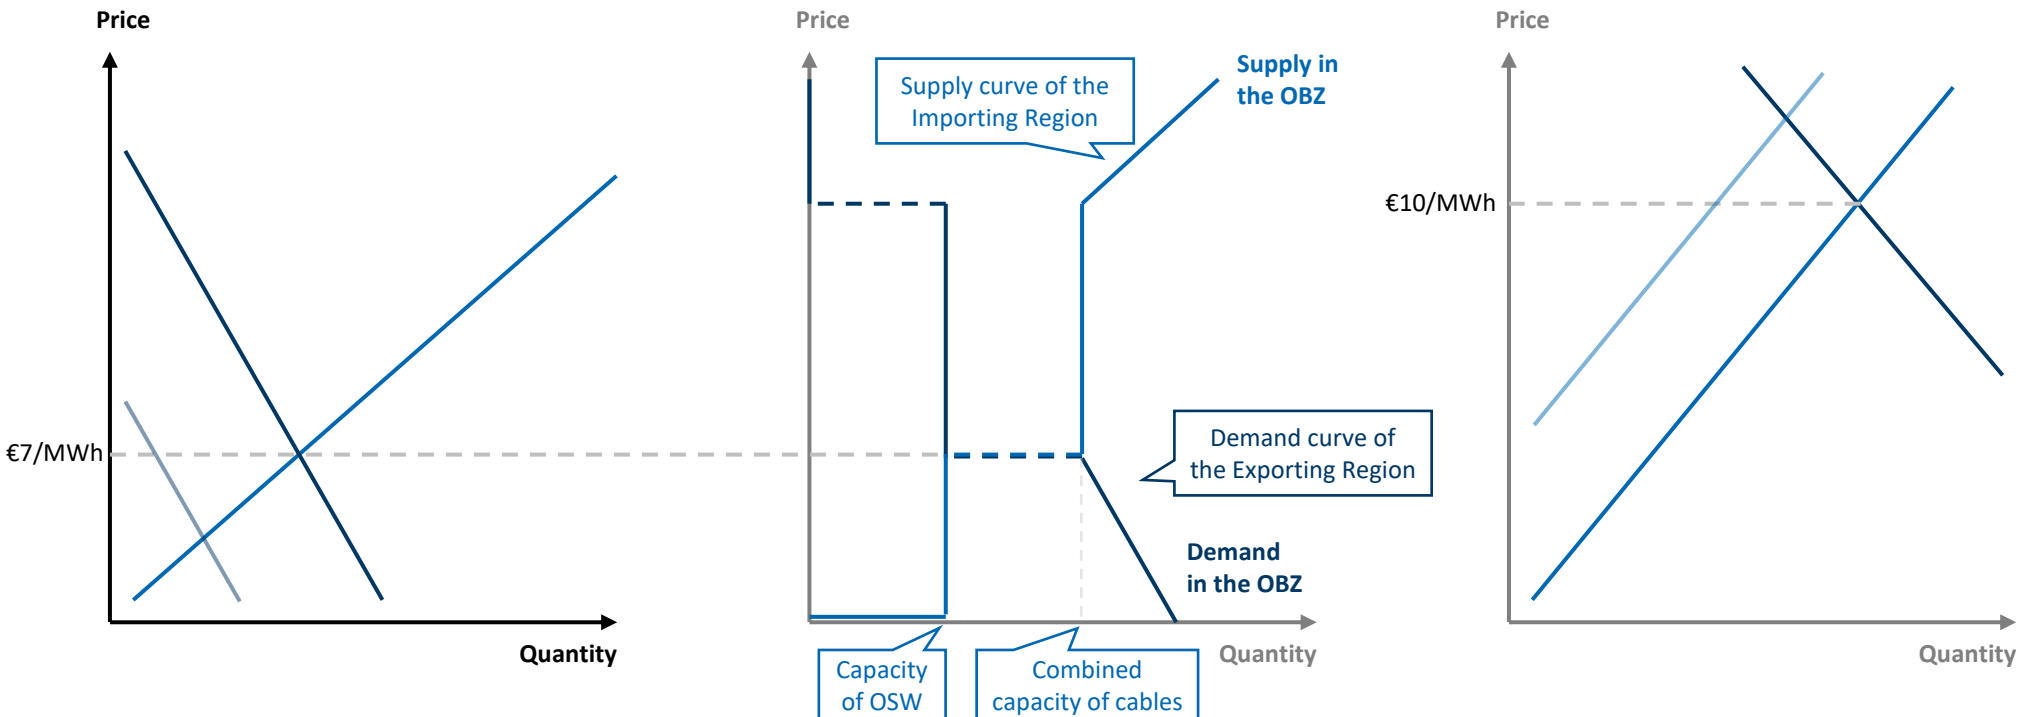 Price
€7/MWh
Quantity
Price
Supply curve of the
Importing Region
Supply in
the OBZ
Demand curve of
the Exporting Region
Demand
in the OBZ
Capacity
of OSW
Combined
capacity of cables
Quantity
Price
€10/MWh
Quantity